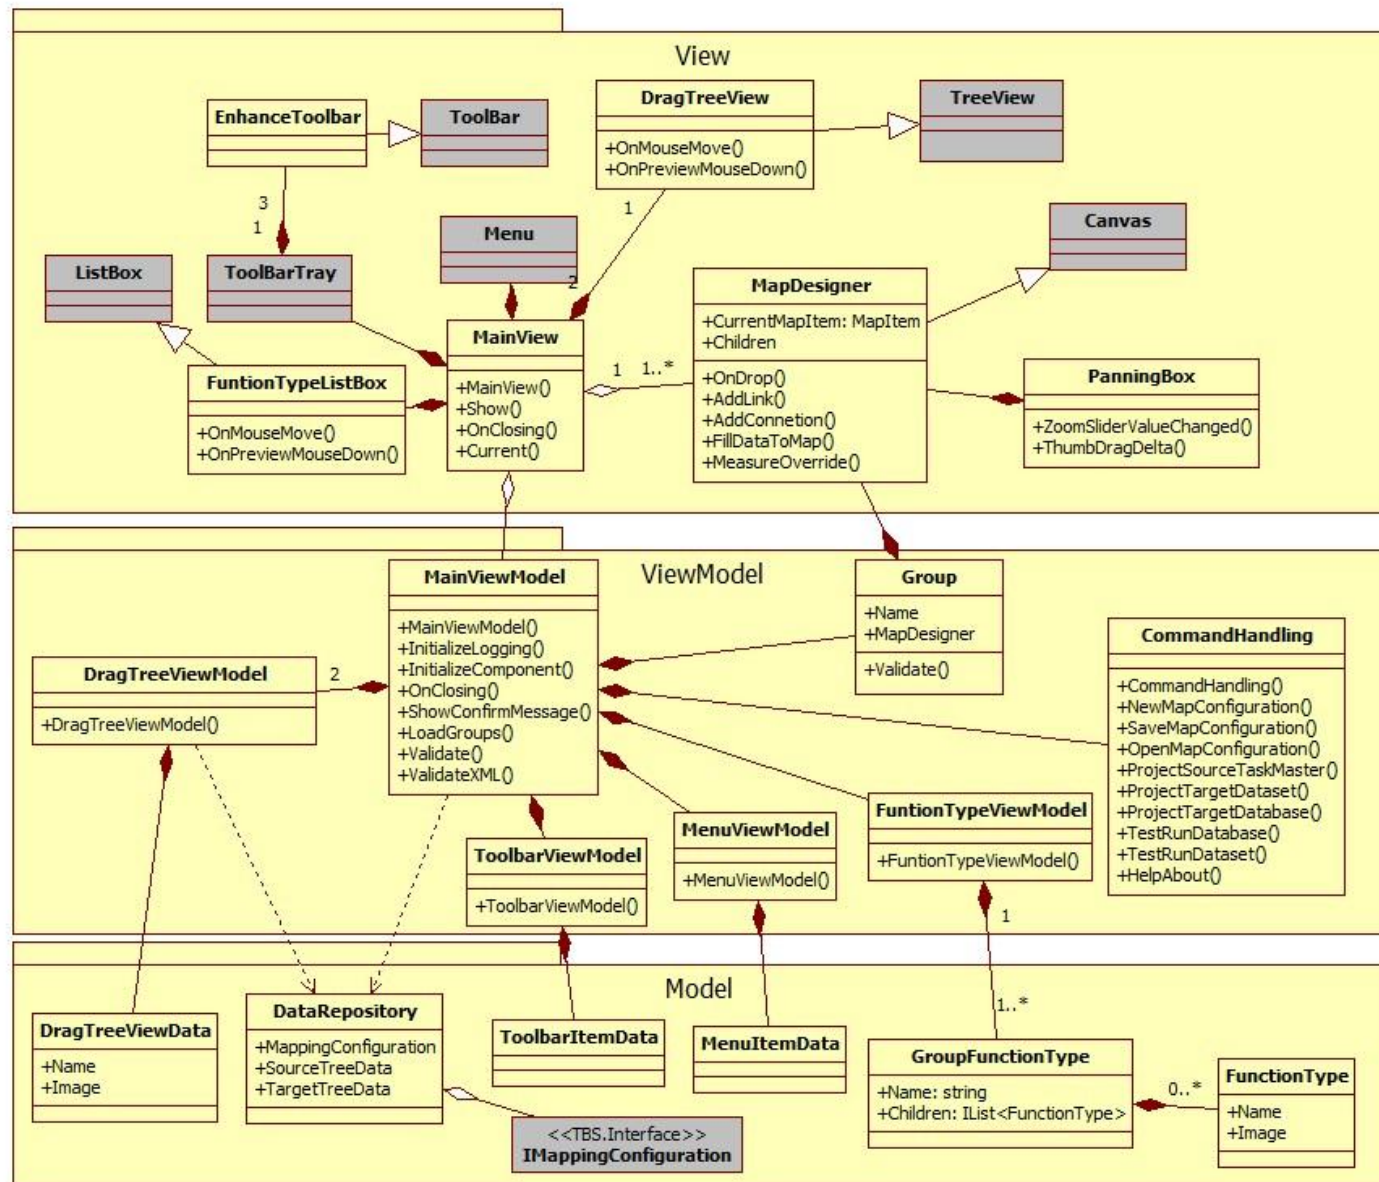 View
EnhanceToolbar
ToolBar
DragTreeView
+OnMouseMove()
+OnPreviewMouseDown()
TreeView
3
1
1
Menu
2
Canvas
ListBox
ToolBarTray
MainView
+MainView()
+Show()
+OnClosing()
+Current()
MapDesigner
+CurrentMapItem: MapItem
+Children
+OnDrop()
+AddLink()
+AddConnetion()
+FillDataToMap()
+MeasureOverride()
1
1..*
FuntionTypeListBox
+OnMouseMove()
+OnPreviewMouseDown()
PanningBox
+ZoomSliderValueChanged()
+ThumbDragDelta()
ViewModel
MainViewModel
+MainViewModel()
+InitializeLogging()
+InitializeComponent()
+OnClosing()
+ShowConfirmMessage()
+LoadGroups()
+Validate()
+ValidateXML()
Group
+Name
+MapDesigner
+Validate()
CommandHandling
+CommandHandling()
+NewMapConfiguration()
+SaveMapConfiguration()
+OpenMapConfiguration()
+ProjectSourceTaskMaster()
+ProjectTargetDataset()
+ProjectTargetDatabase()
+TestRunDatabase()
+TestRunDataset()
+HelpAbout()
DragTreeViewModel
+DragTreeViewModel()
2
ToolbarViewModel
+ToolbarViewModel()
MenuViewModel
+MenuViewModel()
FuntionTypeViewModel
+FuntionTypeViewModel()
1
1..*
Model
DragTreeViewData
+Name
+Image
DataRepository
+MappingConfiguration
+SourceTreeData
+TargetTreeData
ToolbarItemData
MenuItemData
GroupFunctionType
+Name: string
+Children: IList<FunctionType>
0..*
FunctionType
+Name
+Image
<<TBS.Interface>>
IMappingConfiguration